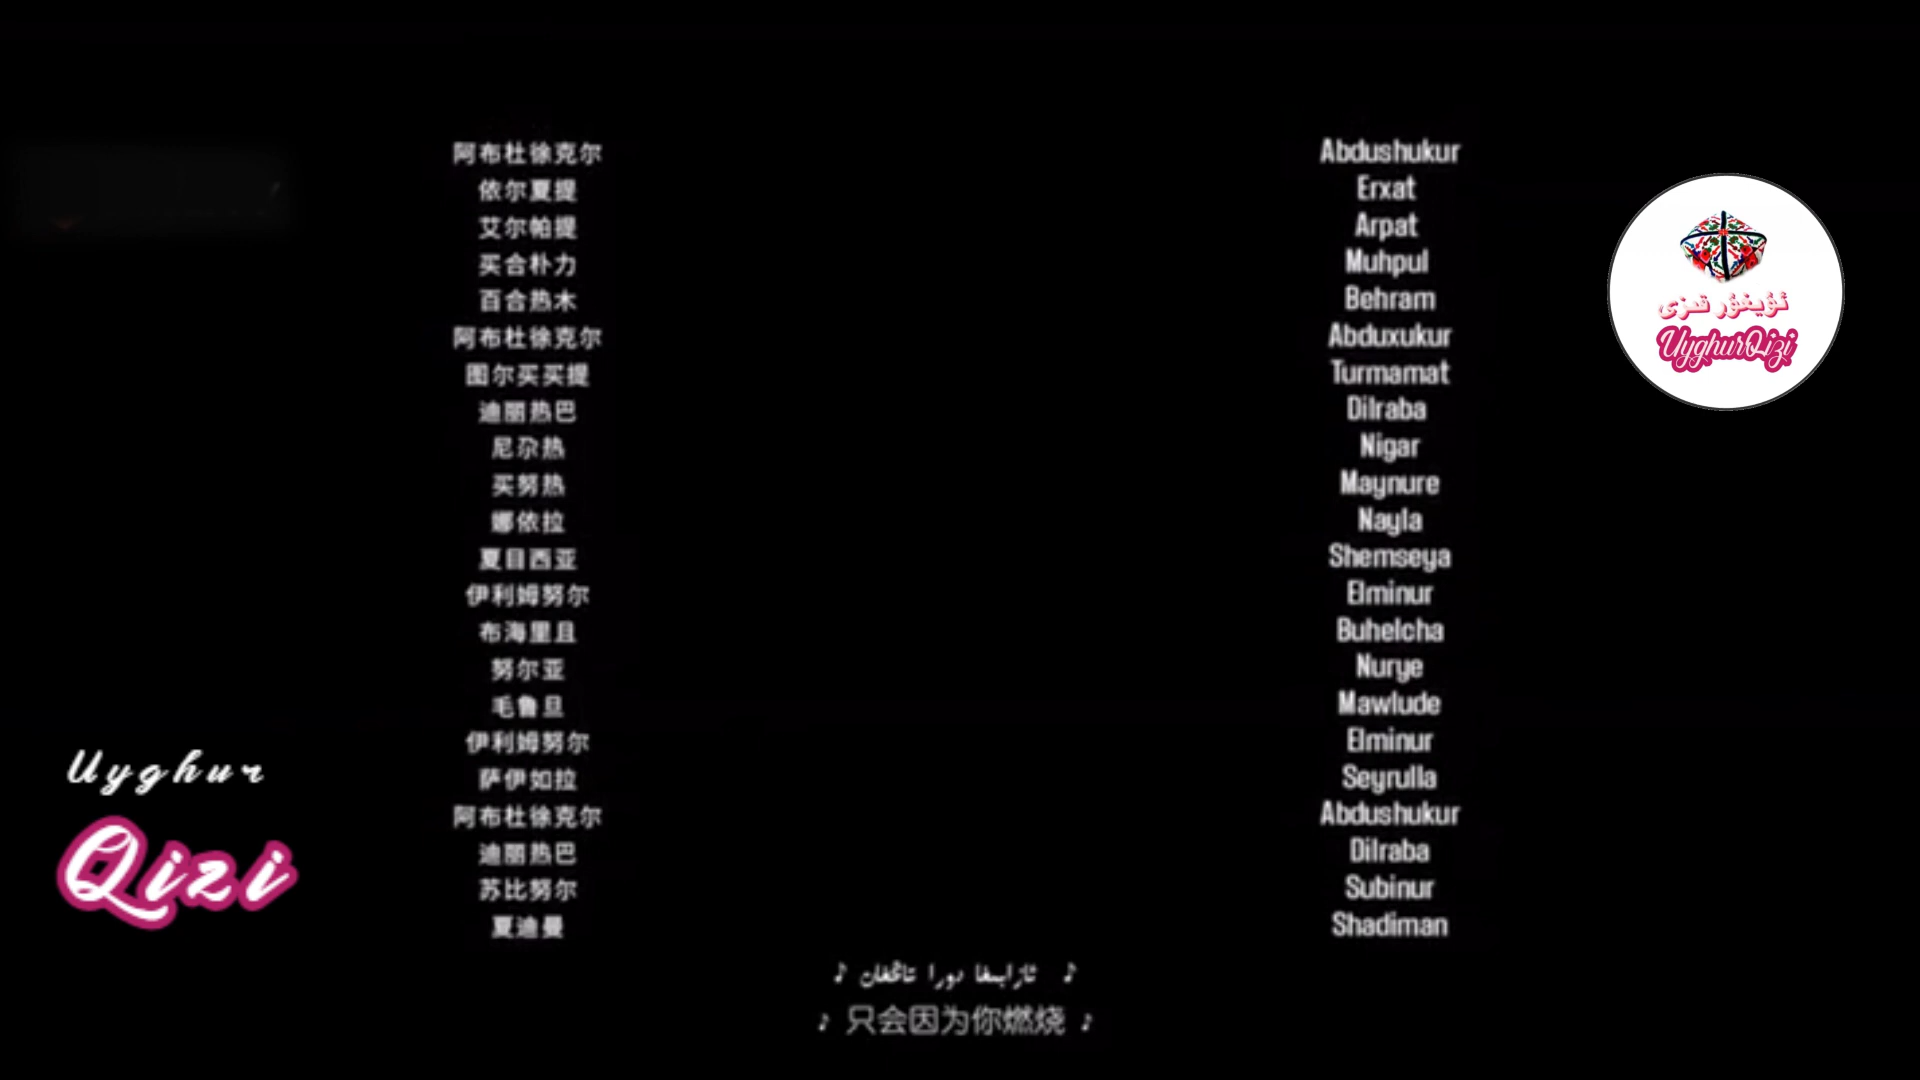 阿布杜徐克尔 Abdushukur
依尔夏提 Erxat
艾尔帕提 Arpat
买合朴力 Muhpul
百合热木 Behram
阿布杜徐克尔 Abduxukur
图尔买买提 Turmamat
迪丽热巴 Dilraba
尼尕热 Nigar
买努热 Maynure
娜依拉 Nayla
夏目西亚 Shemseya
伊利姆努尔 Elminur
布海里且 Buhelcha
努尔亚 Nurye
毛鲁旦 Mawlude
伊利姆努尔 Elminur
萨伊如拉 Seyrulla
阿布杜徐克尔 Abdushukur
迪丽热巴 Dilraba
苏比努尔 Subinur
夏迪曼 Shadiman
ئۇيغۇر قىزى
UyghurQizi
Uyghur
Qizi
♪ 只会因为你燃烧 ♪